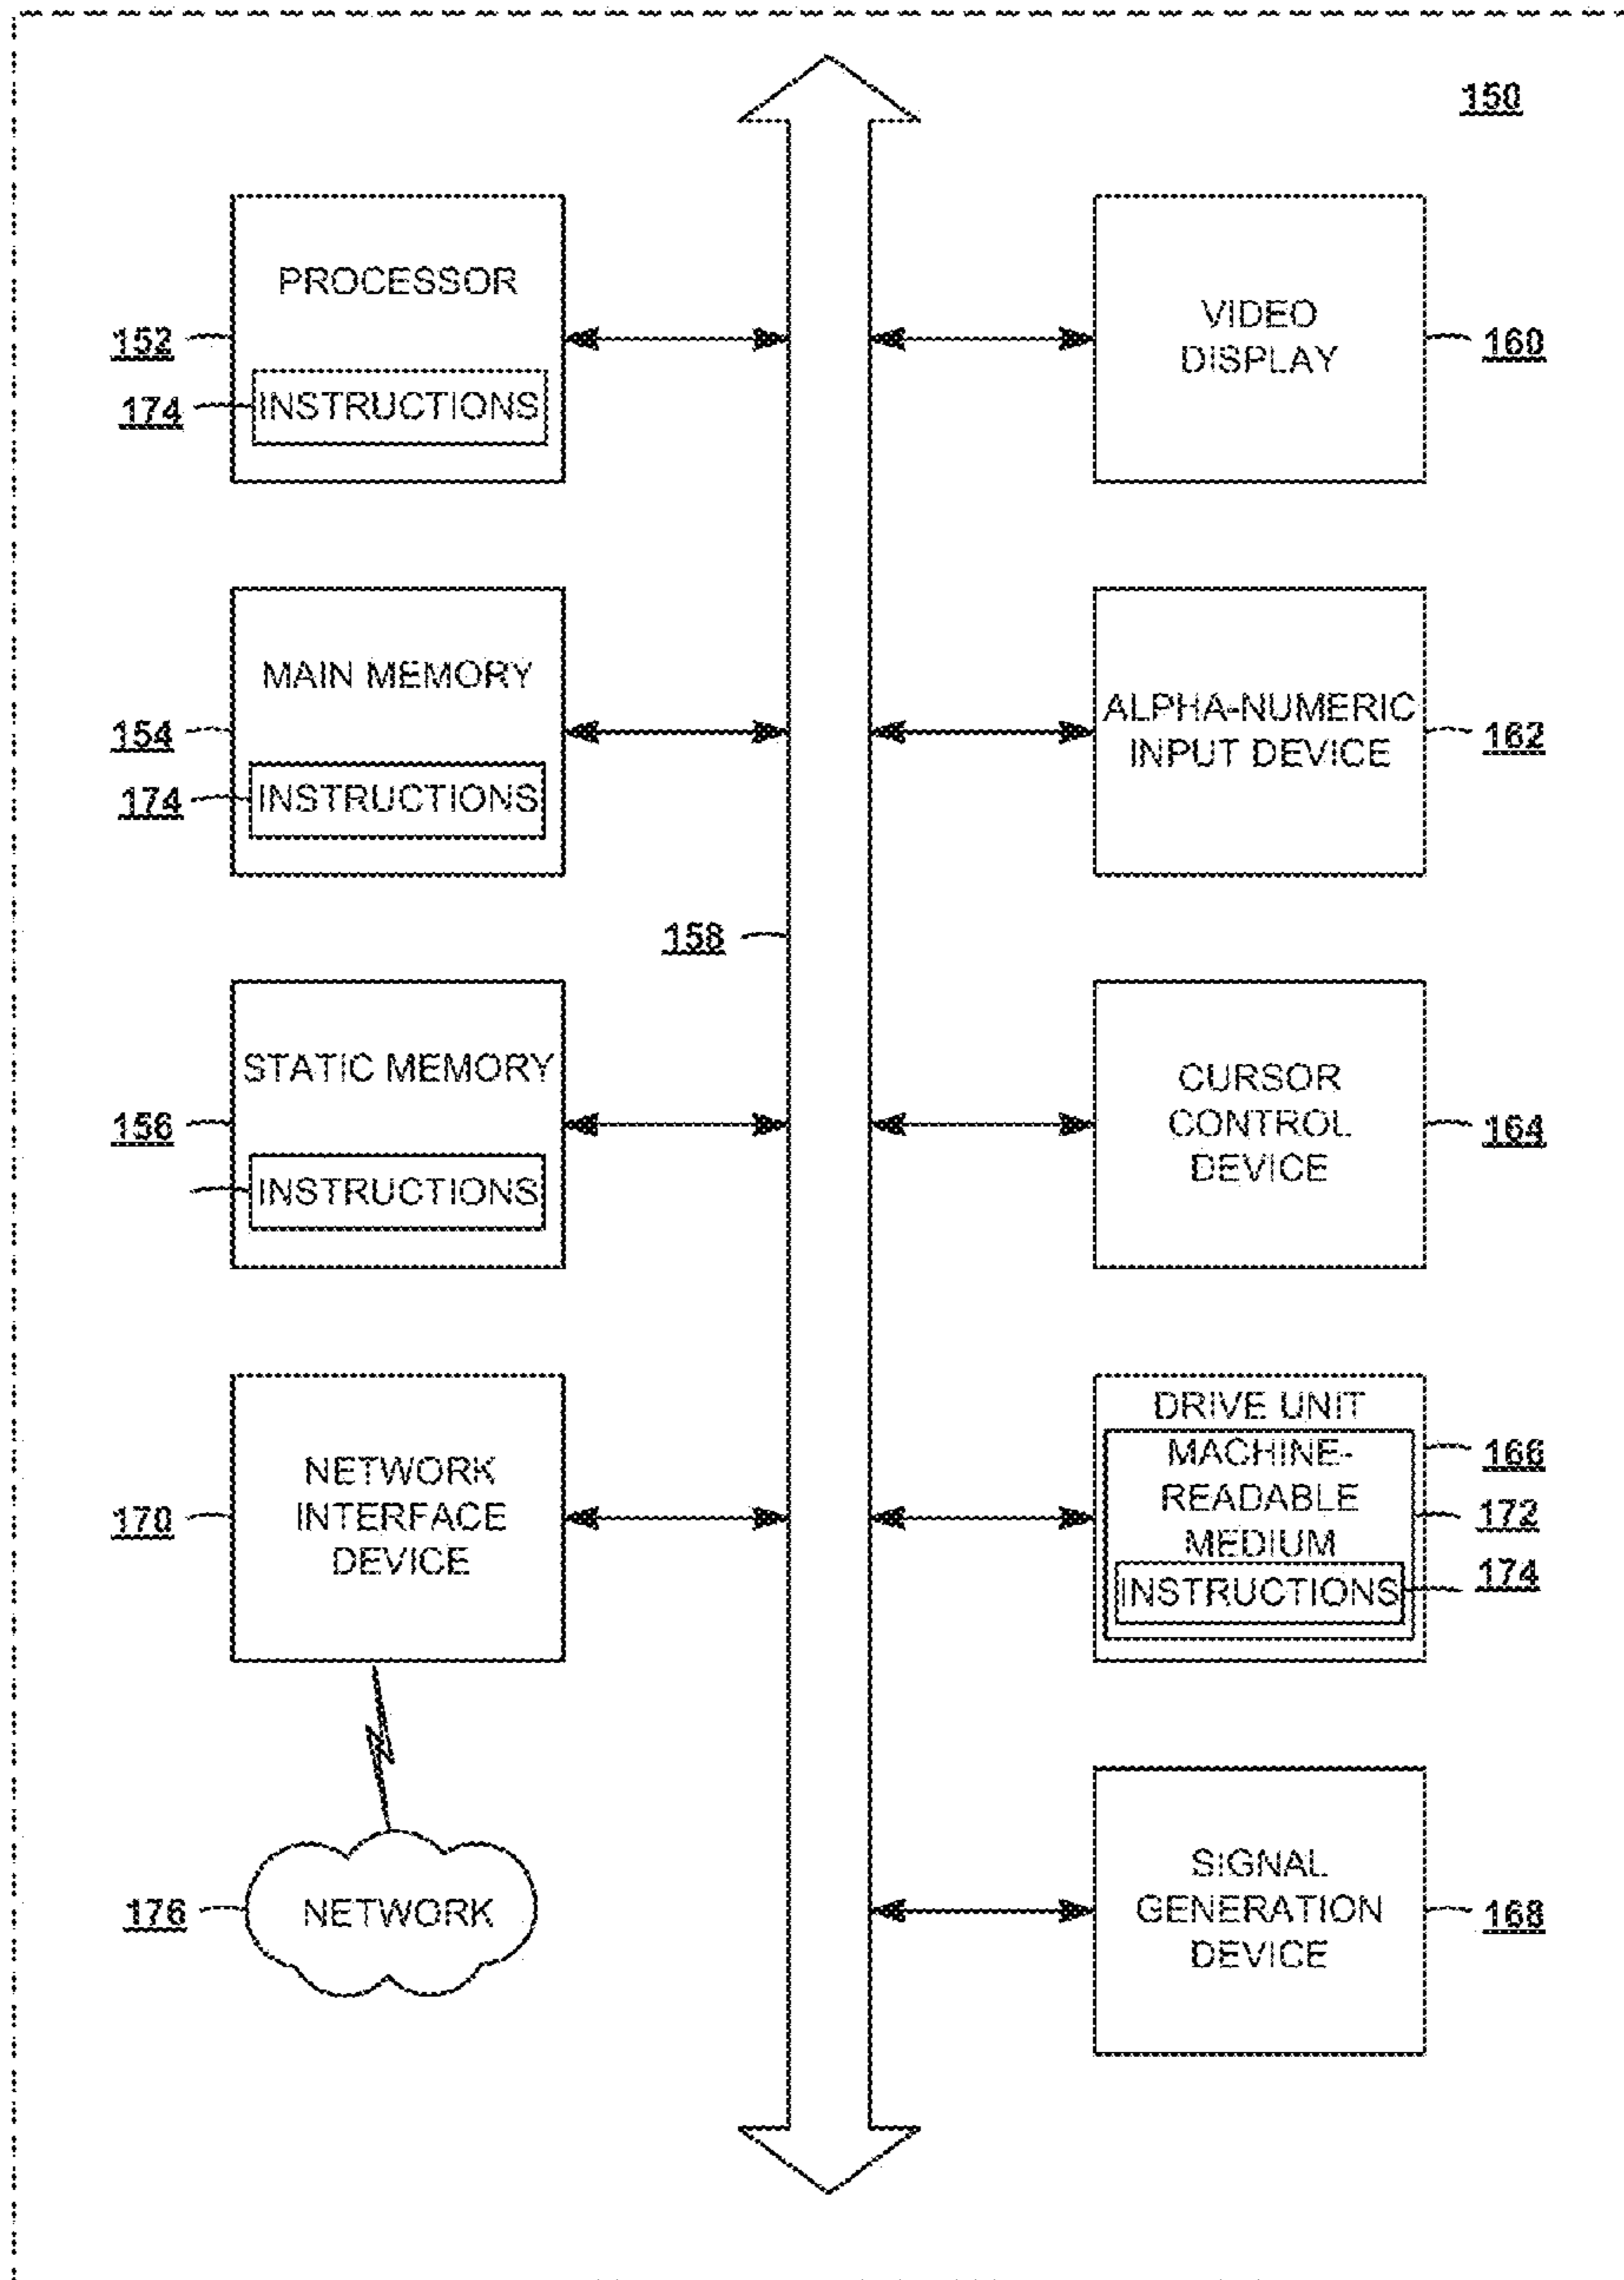 150
PROCESSOR
152
174
INSTRUCTIONS
VIDEO
DISPLAY
160
MAIN MEMORY
154
174
INSTRUCTIONS
ALPHA-NUMERIC
INPUT DEVICE
162
158
STATIC MEMORY
156
INSTRUCTIONS
CURSOR
CONTROL
DEVICE
164
NETWORK
INTERFACE
DEVICE
170
DRIVE UNIT
MACHINE-
READABLE
MEDIUM
INSTRUCTIONS
166
172
174
NETWORK
176
SIGNAL
GENERATION
DEVICE
168